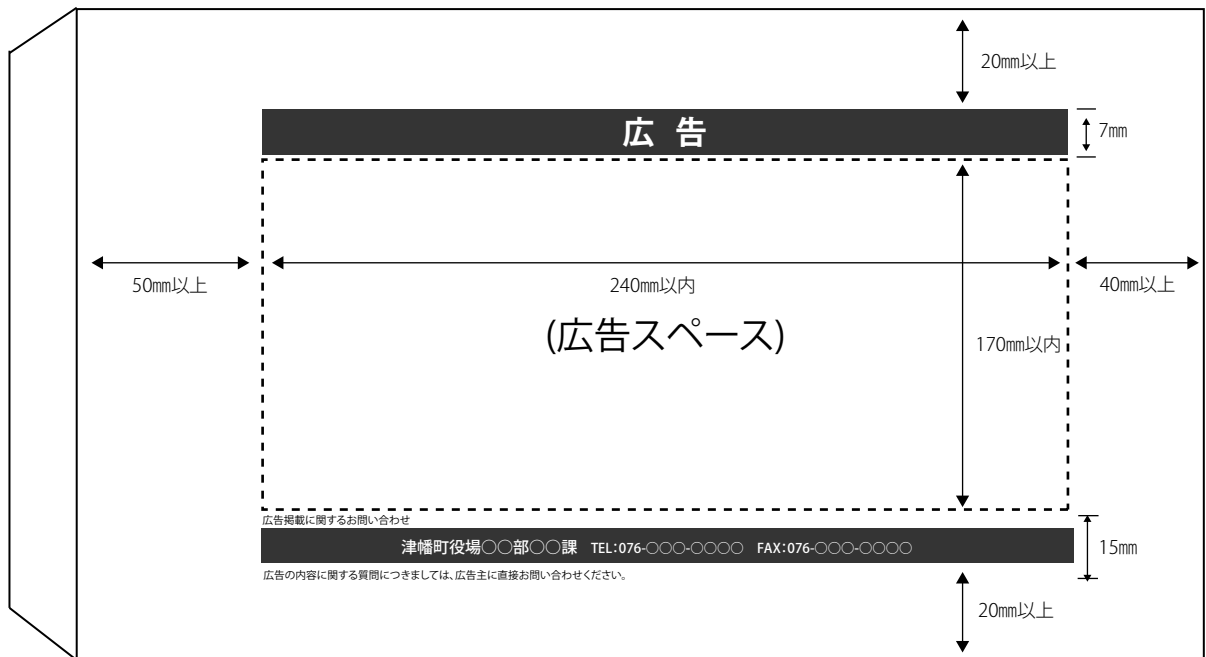 20㎜以上
広 告
7㎜
50㎜以上
240㎜以内
40㎜以上
(広告スペース)
170㎜以内
広告掲載に関するお問い合わせ
津幡町役場○○部○○課 TEL:076-○○○-○○○○ FAX:076-○○○-○○○○
15㎜
広告の内容に関する質問につきましては、広告主に直接お問い合わせください。
20㎜以上